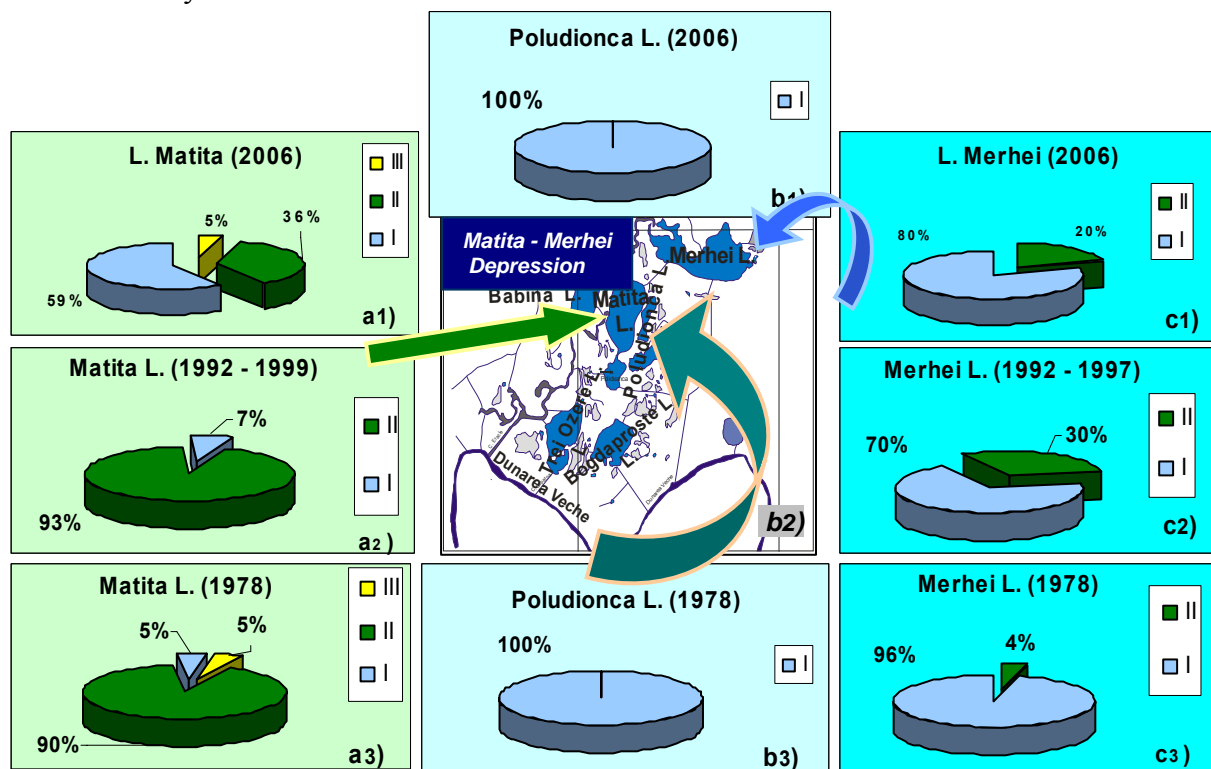 Poludionca L. (2006)
100%
I
b1)
L. Matita (2006)
III
II
I
5%
36%
59%
a1)
L. Merhei (2006)
II
I
80%
20%
c1)
Matita - Merhei
Depression
Merhei L.
Babina L.
Matita
L.
Poludionca L.
Trei Ozere L.
Bogdaproste L.
Dunarea Veche
Dunarea Veche
b2)
Matita L. (1992 - 1999)
7%
II
I
93%
a2)
Merhei L. (1992 - 1997)
II
I
70%
30%
c2)
Matita L. (1978)
III
II
I
5%
5%
90%
a3)
Poludionca L. (1978)
100%
I
b3)
Merhei L. (1978)
II
I
4%
96%
c3)